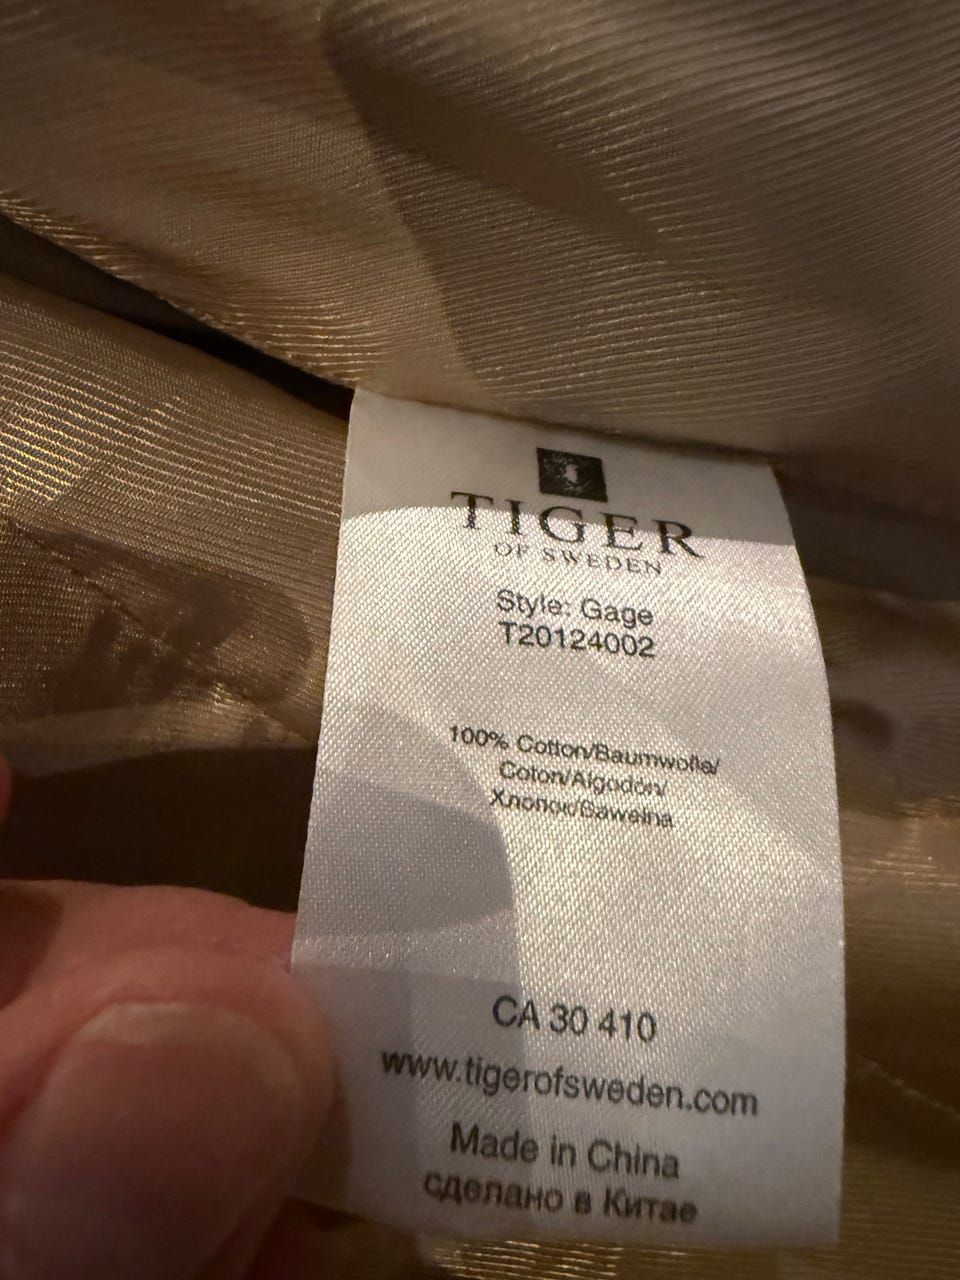 TIGER
OF SWEDEN
Style: Gage
T20124002
100% Cotton/Baumwolle/
Coton/Algodón/
Хлопок/Bawełna
CA 30 410
www.tigerofsweden.com
Made in China
сделано в Китае